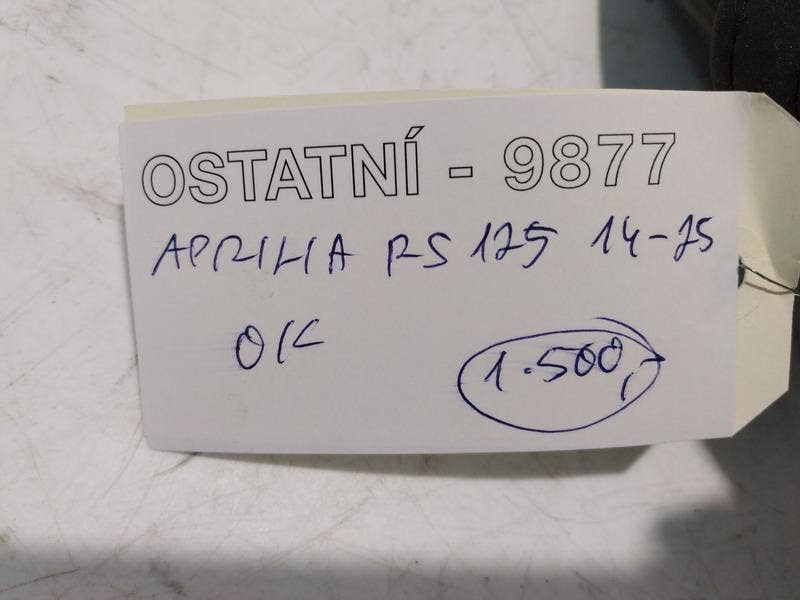 OSTATNÍ - 9877
APRILIA RS 125 14-25
OK
1.500,-